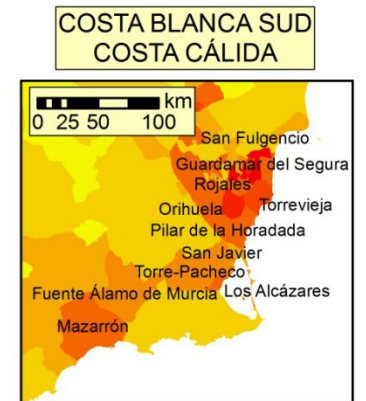 COSTA BLANCA SUD
COSTA CÁLIDA
km
0 25 50 100
San Fulgencio
Guardamar del Segura
Rojales
Orihuela Torrevieja
Pilar de la Horadada
San Javier
Torre-Pacheco
Fuente Álamo de Murcia Los Alcázares
Mazarrón